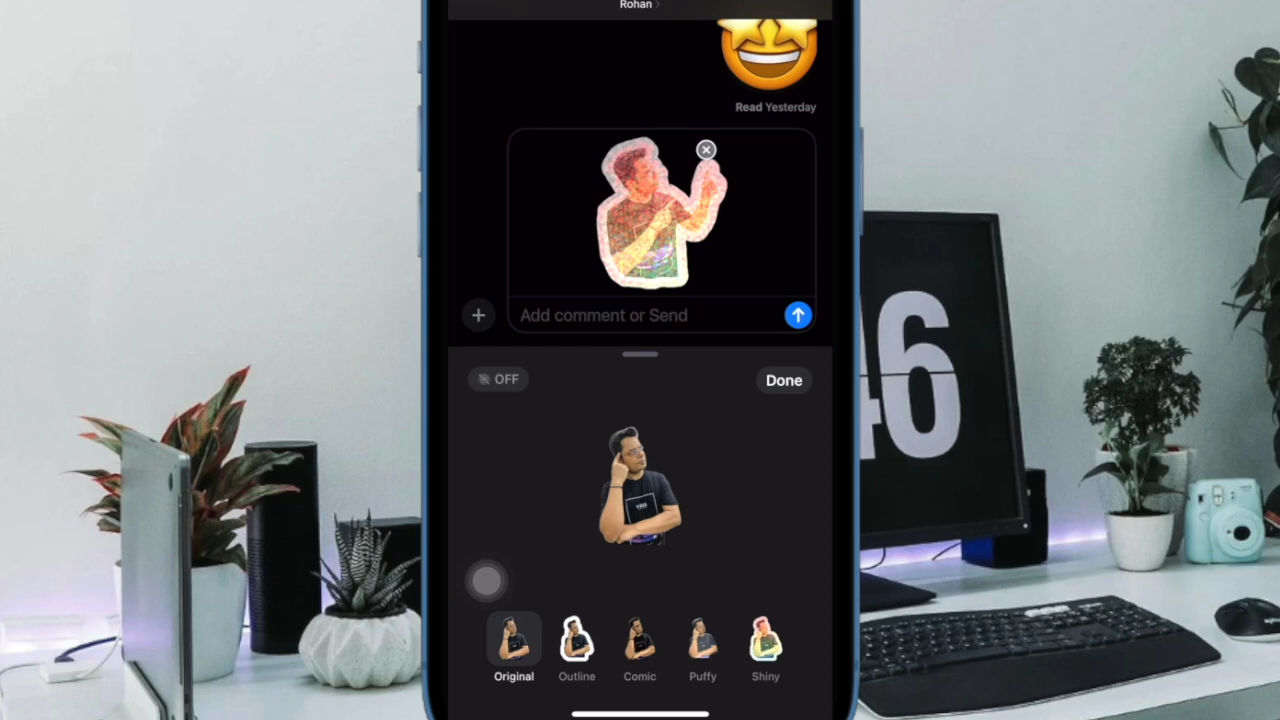 Rohan
Read Yesterday
Add comment or Send
OFF
Done
46
Original
Outline
Comic
Puffy
Shiny